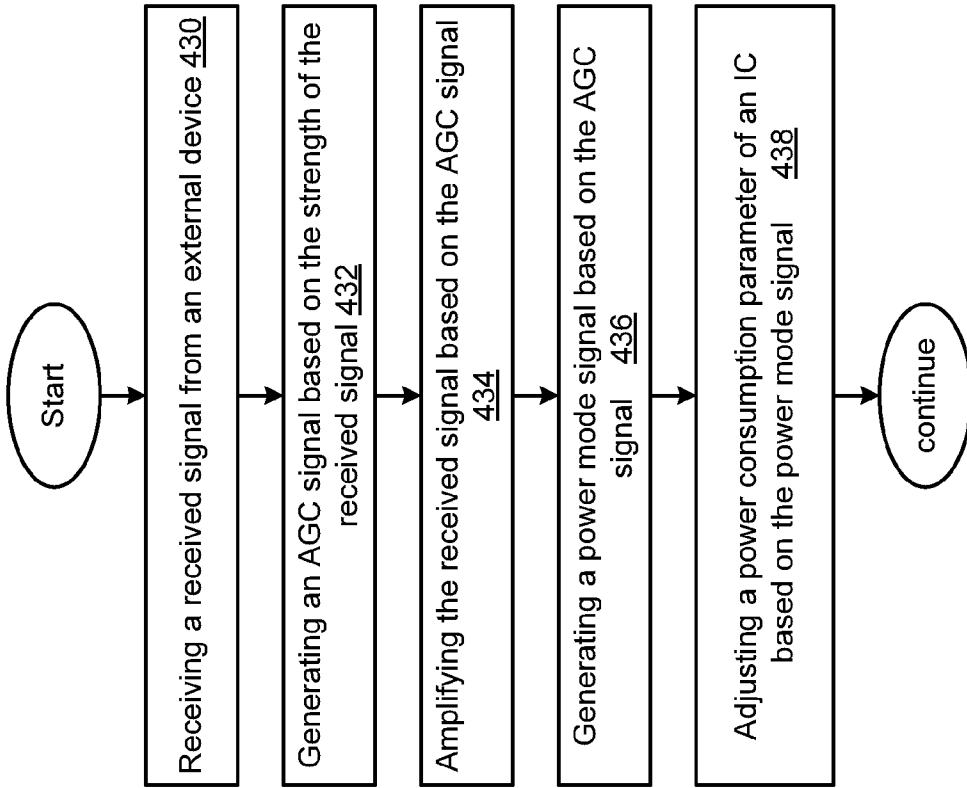 Start
Receiving a received signal from an external device 430
Generating an AGC signal based on the strength of the
received signal 432
Amplifying the received signal based on the AGC signal
434
Generating a power mode signal based on the AGC
signal 436
Adjusting a power consumption parameter of an IC
based on the power mode signal 438
continue